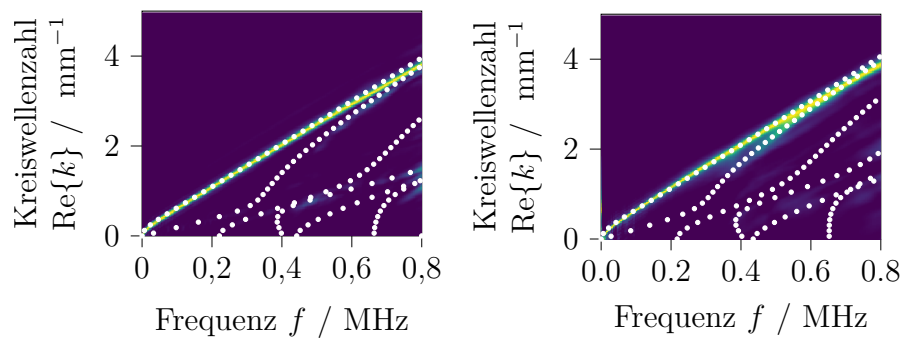 Kreiswellenzahl
Re{k} / mm⁻¹
4
2
0
0
0,2
0,4
0,6
0,8
Frequenz f / MHz
Kreiswellenzahl
Re{k} / mm⁻¹
4
2
0
0.0
0.2
0.4
0.6
0.8
Frequenz f / MHz